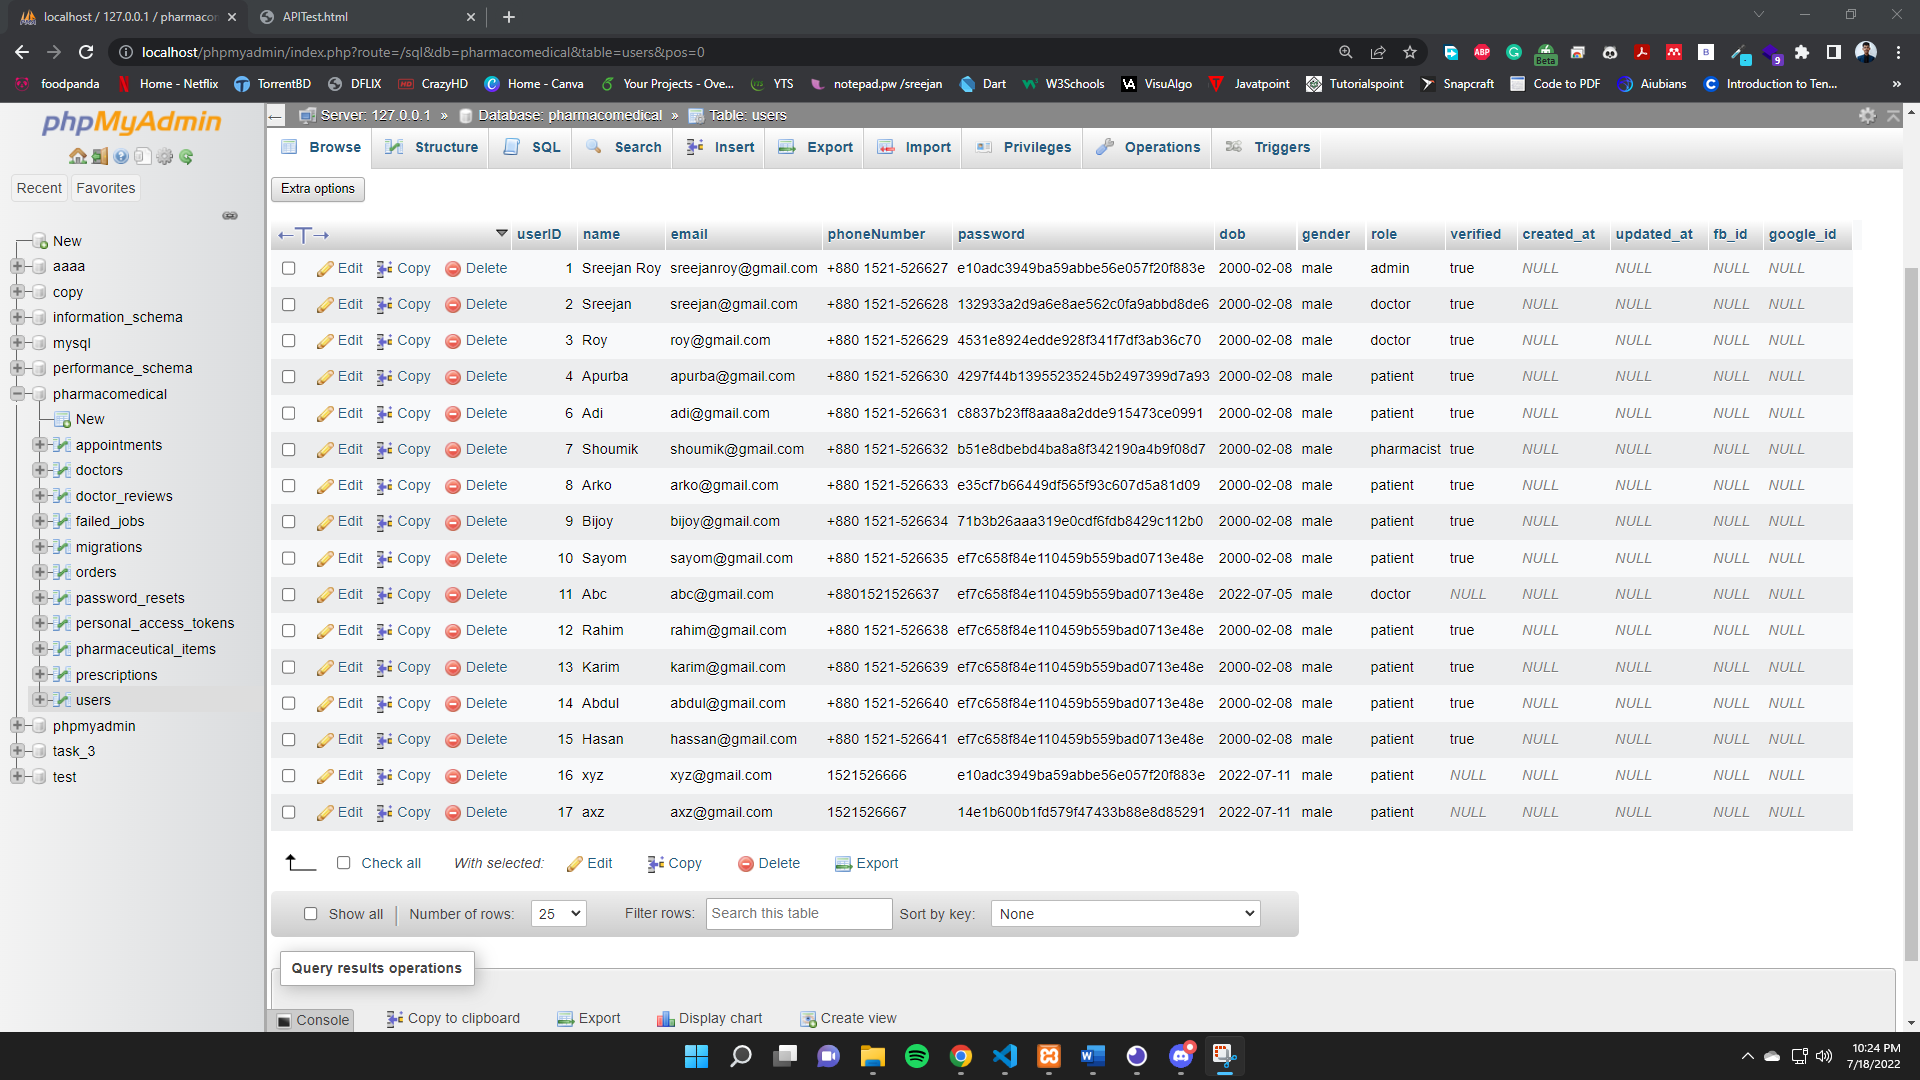 localhost / 127.0.0.1 / pharmacom
APITest.html
localhost/phpmyadmin/index.php?route=/sql&db=pharmacomedical&table=users&pos=0
ABP
Beta
9
foodpanda
Home - Netflix
TorrentBD
DFLIX
CrazyHD
Home - Canva
Your Projects - Ove...
YTS
notepad.pw /sreejan
Dart
W3Schools
VisuAlgo
Javatpoint
Tutorialspoint
Snapcraft
Code to PDF
Aiubians
Introduction to Ten...
»
phpMyAdmin
Recent
Favorites
New
aaaa
copy
information_schema
mysql
performance_schema
pharmacomedical
New
appointments
doctors
doctor_reviews
failed_jobs
migrations
orders
password_resets
personal_access_tokens
pharmaceutical_items
prescriptions
users
phpmyadmin
task_3
test
Server: 127.0.0.1 » Database: pharmacomedical » Table: users
Browse Structure SQL Search Insert Export Import Privileges Operations Triggers
Extra options
←T→ userID name email phoneNumber password dob gender role verified created_at updated_at fb_id google_id
Edit Copy Delete 1 Sreejan Roy sreejanroy@gmail.com +880 1521-526627 e10adc3949ba59abbe56e057f20f883e 2000-02-08 male admin true NULL NULL NULL NULL
Edit Copy Delete 2 Sreejan sreejan@gmail.com +880 1521-526628 132933a2d9a6e8ae562c0fa9abbd8de6 2000-02-08 male doctor true NULL NULL NULL NULL
Edit Copy Delete 3 Roy roy@gmail.com +880 1521-526629 4531e8924edde928f341f7df3ab36c70 2000-02-08 male doctor true NULL NULL NULL NULL
Edit Copy Delete 4 Apurba apurba@gmail.com +880 1521-526630 4297f44b13955235245b2497399d7a93 2000-02-08 male patient true NULL NULL NULL NULL
Edit Copy Delete 6 Adi adi@gmail.com +880 1521-526631 c8837b23ff8aaa8a2dde915473ce0991 2000-02-08 male patient true NULL NULL NULL NULL
Edit Copy Delete 7 Shoumik shoumik@gmail.com +880 1521-526632 b51e8dbebd4ba8a8f342190a4b9f08d7 2000-02-08 male pharmacist true NULL NULL NULL NULL
Edit Copy Delete 8 Arko arko@gmail.com +880 1521-526633 e35cf7b66449df565f93c607d5a81d09 2000-02-08 male patient true NULL NULL NULL NULL
Edit Copy Delete 9 Bijoy bijoy@gmail.com +880 1521-526634 71b3b26aaa319e0cdf6fdb8429c112b0 2000-02-08 male patient true NULL NULL NULL NULL
Edit Copy Delete 10 Sayom sayom@gmail.com +880 1521-526635 ef7c658f84e110459b559bad0713e48e 2000-02-08 male patient true NULL NULL NULL NULL
Edit Copy Delete 11 Abc abc@gmail.com +8801521526637 ef7c658f84e110459b559bad0713e48e 2022-07-05 male doctor NULL NULL NULL NULL NULL
Edit Copy Delete 12 Rahim rahim@gmail.com +880 1521-526638 ef7c658f84e110459b559bad0713e48e 2000-02-08 male patient true NULL NULL NULL NULL
Edit Copy Delete 13 Karim karim@gmail.com +880 1521-526639 ef7c658f84e110459b559bad0713e48e 2000-02-08 male patient true NULL NULL NULL NULL
Edit Copy Delete 14 Abdul abdul@gmail.com +880 1521-526640 ef7c658f84e110459b559bad0713e48e 2000-02-08 male patient true NULL NULL NULL NULL
Edit Copy Delete 15 Hasan hassan@gmail.com +880 1521-526641 ef7c658f84e110459b559bad0713e48e 2000-02-08 male patient true NULL NULL NULL NULL
Edit Copy Delete 16 xyz xyz@gmail.com 1521526666 e10adc3949ba59abbe56e057f20f883e 2022-07-11 male patient NULL NULL NULL NULL NULL
Edit Copy Delete 17 axz axz@gmail.com 1521526667 14e1b600b1fd579f47433b88e8d85291 2022-07-11 male patient NULL NULL NULL NULL NULL
Check all With selected: Edit Copy Delete Export
Show all Number of rows: 25 Filter rows: Search this table Sort by key: None
Query results operations
Console Copy to clipboard Export Display chart Create view
10:24 PM
7/18/2022